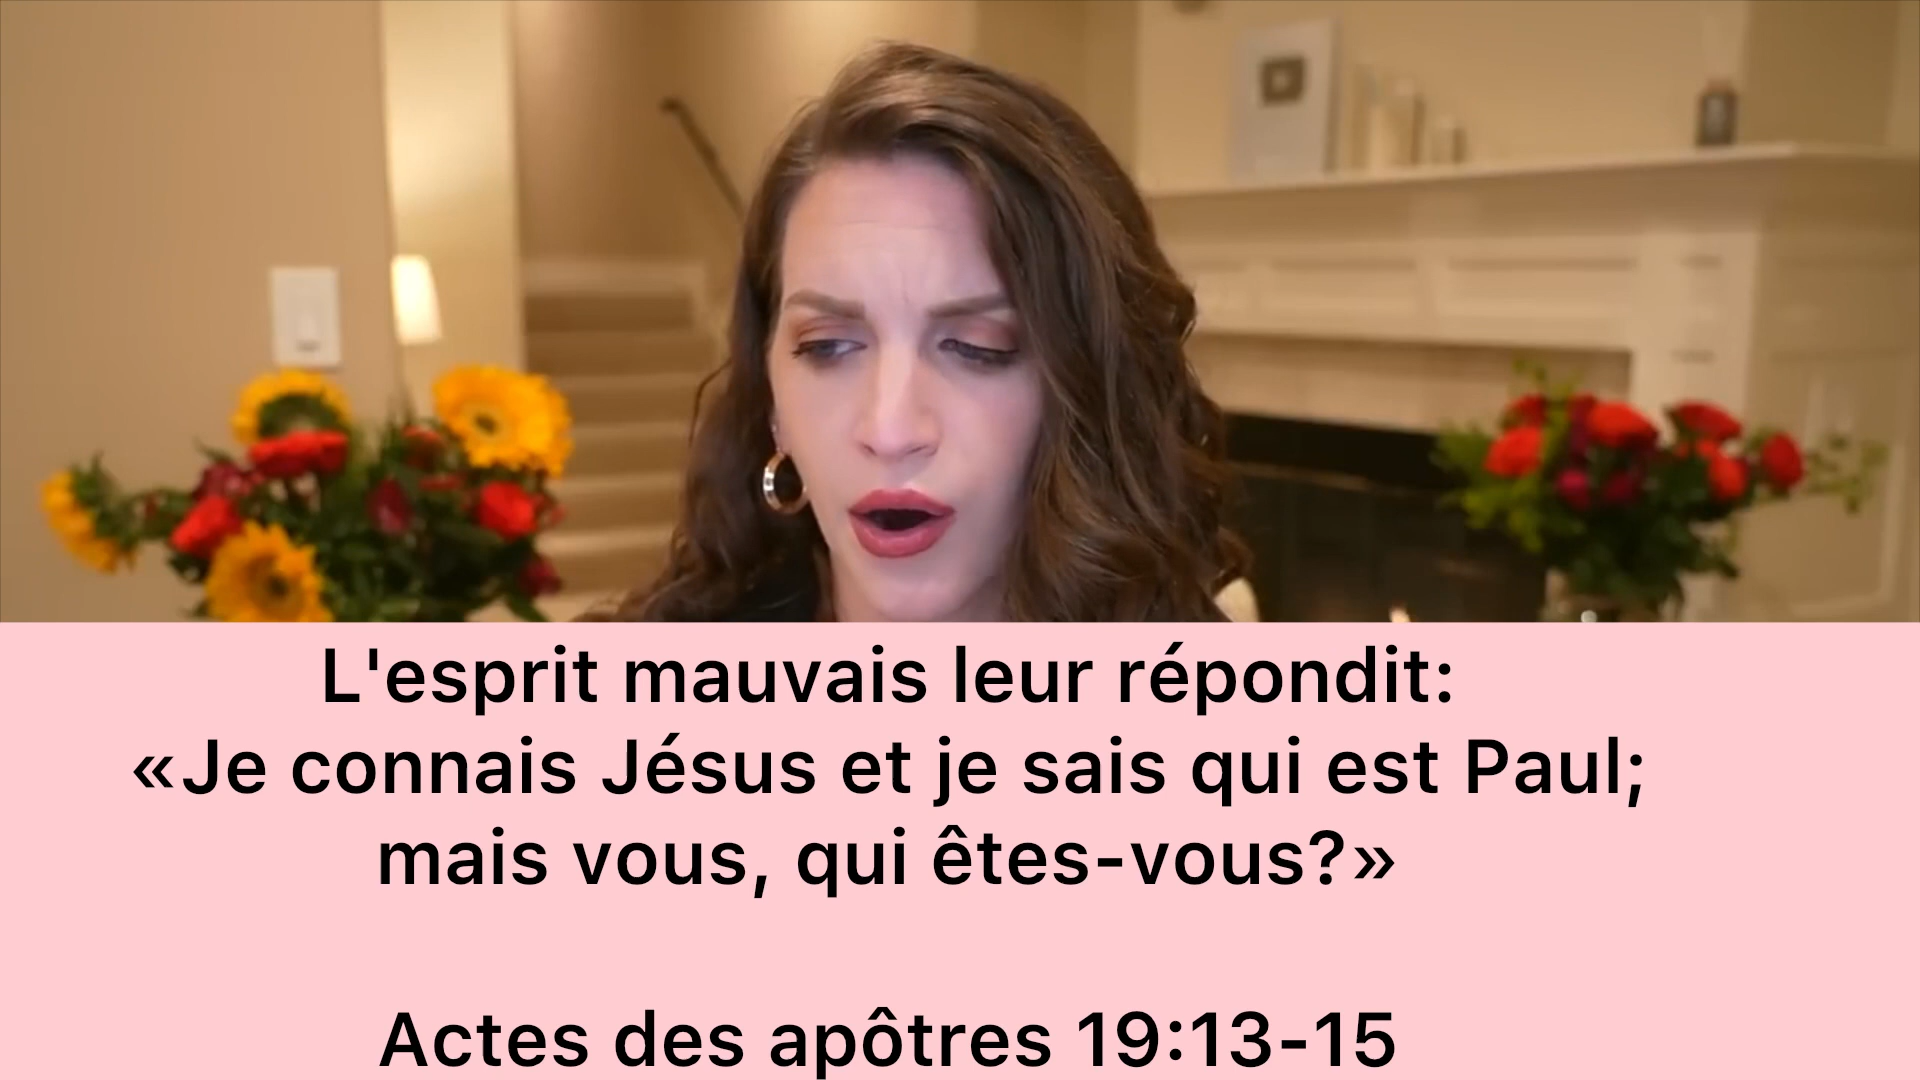 L'esprit mauvais leur répondit:
«Je connais Jésus et je sais qui est Paul;
mais vous, qui êtes-vous?»
Actes des apôtres 19:13-15